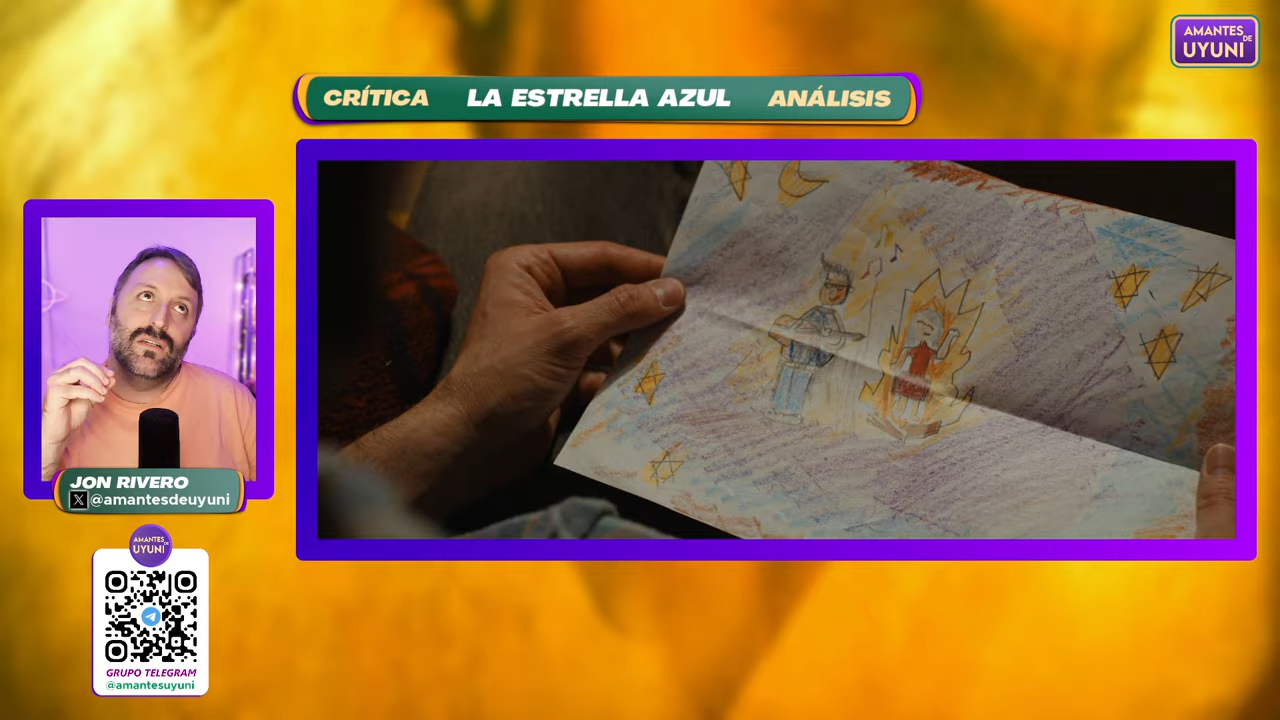 AMANTES DE
UYUNI
CRÍTICA LA ESTRELLA AZUL ANÁLISIS
JON RIVERO
X @amantesdeuyuni
AMANTES DE
UYUNI
GRUPO TELEGRAM
@amantesuyuni